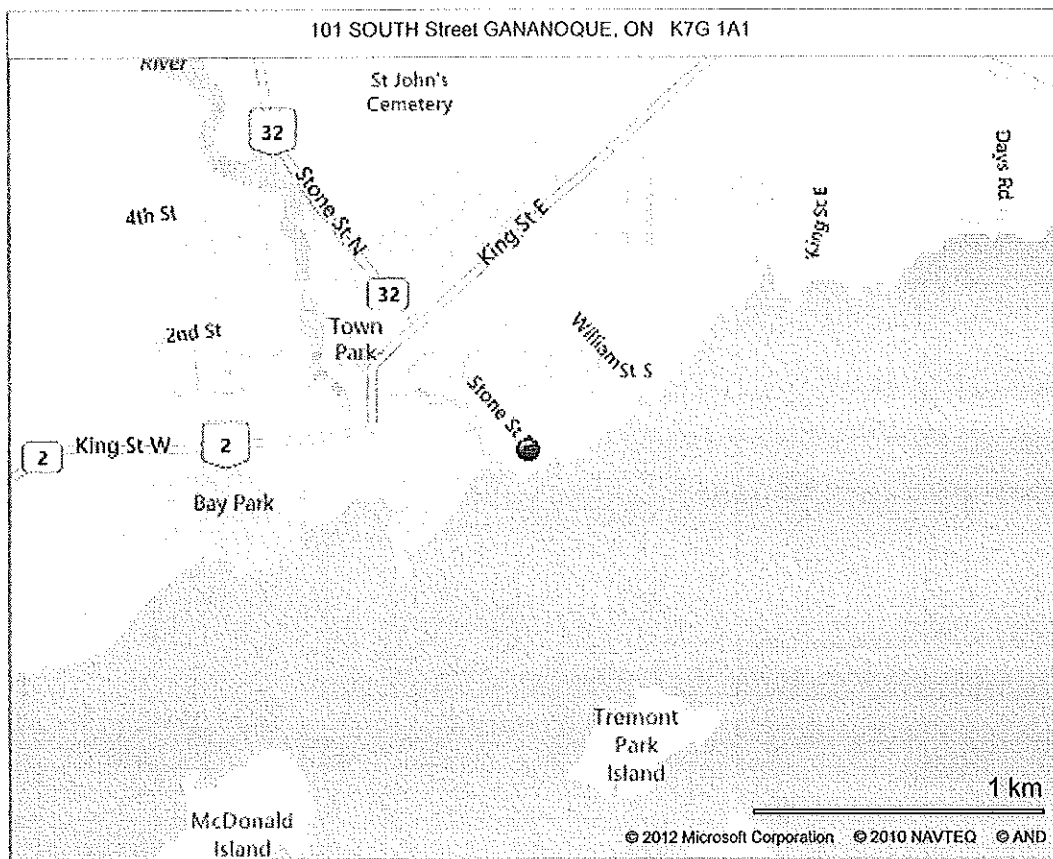 101 SOUTH Street GANANOQUE, ON K7G 1A1
River
St John's
Cemetery
32
Days Rd
Stone St N
4th St
King St E
King St E
32
2nd St
Town
Park
William St S
Stone St
2
King St W
2
Bay Park
Tremont
Park
Island
1 km
McDonald
Island
© 2012 Microsoft Corporation © 2010 NAVTEQ © AND